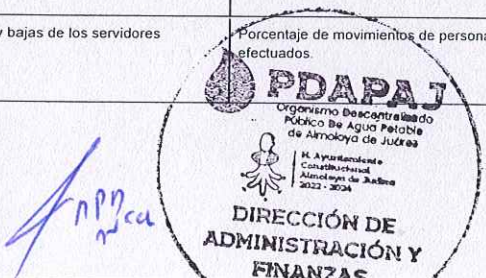 y bajas de los servidores
Porcentaje de movimientos de persona
efectuados.
PDAPAJ
Organismo Descentralizado
Público De Agua Potable
de Almoloya de Juárez
H. Ayuntamiento
Constitucional
Almoloya de Juárez
2022 - 2024
DIRECCIÓN DE
ADMINISTRACIÓN Y
FINANZAS